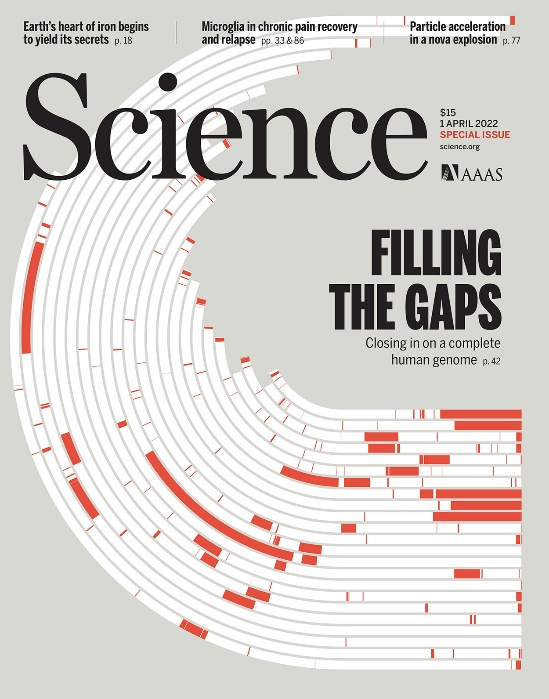 Earth's heart of iron begins
to yield its secrets p. 18
Microglia in chronic pain recovery
and relapse pp. 33 & 86
Particle acceleration
in a nova explosion p. 77
Science
$15
1 APRIL 2022
SPECIAL ISSUE
science.org
AAAS
FILLING
THE GAPS
Closing in on a complete
human genome p. 42